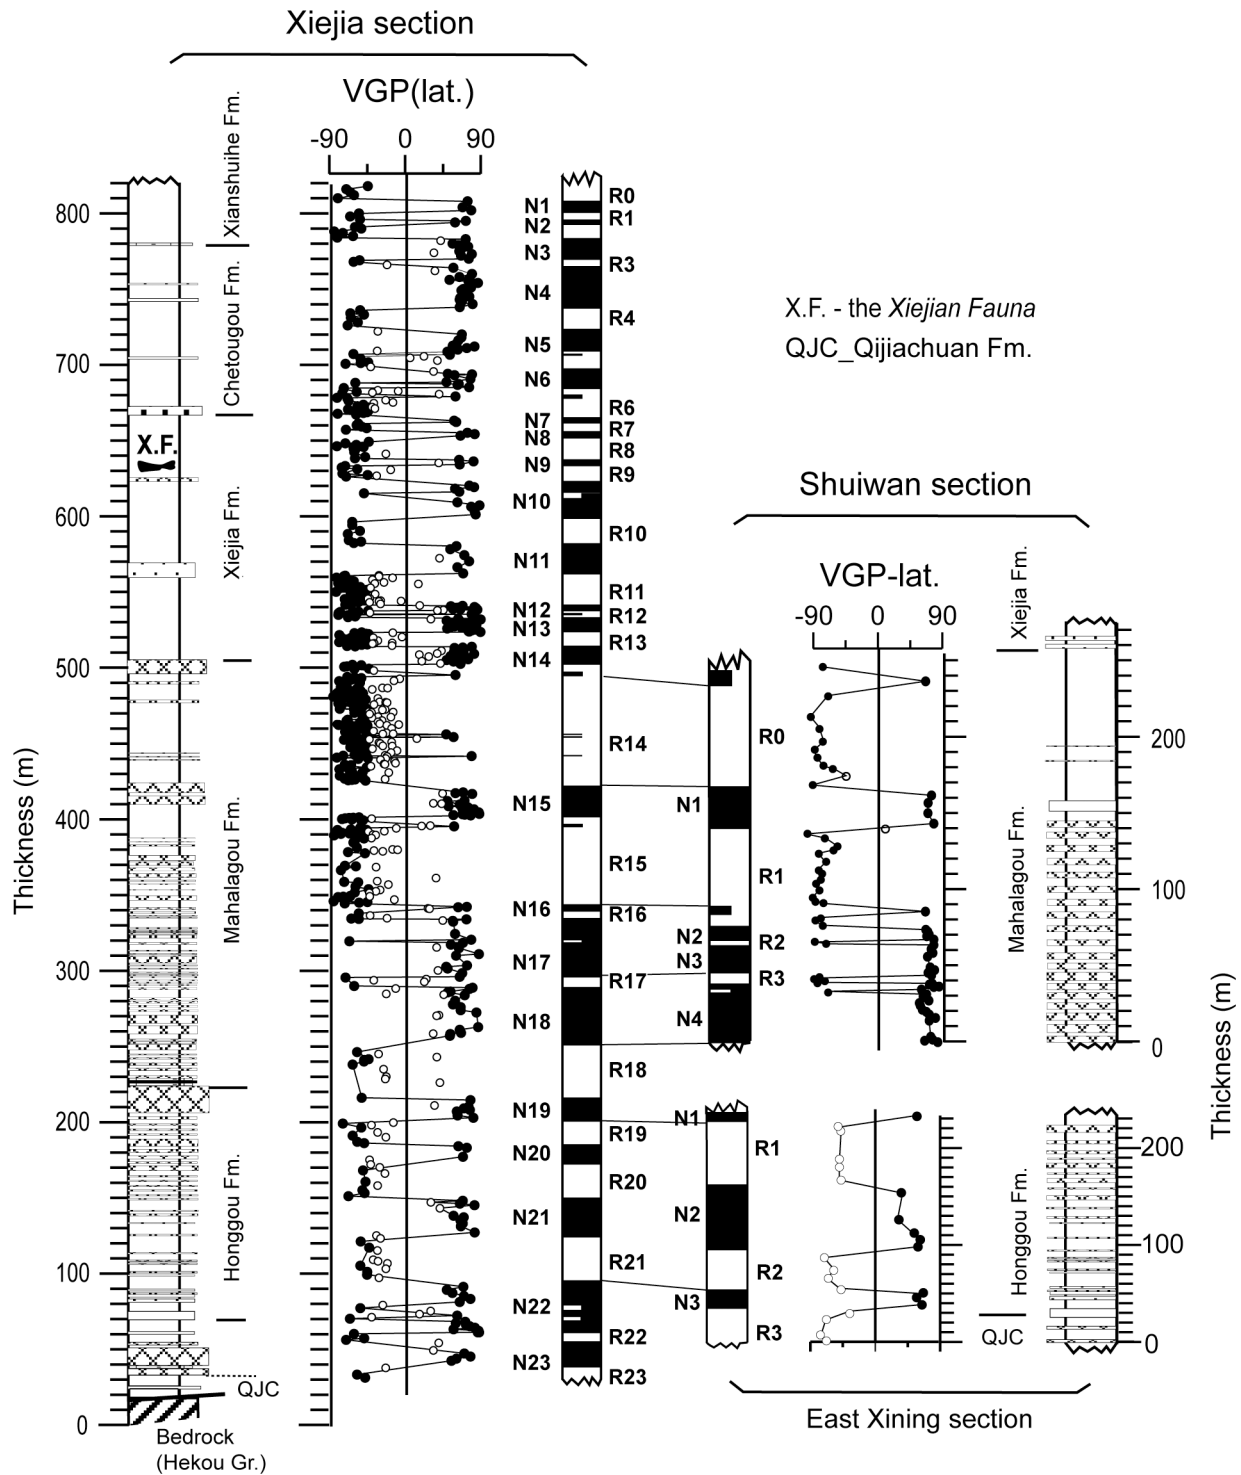 Xiejia section
VGP(lat.)
-90 0 90
Thickness (m)
800
700
600
500
400
300
200
100
0
Xianshuihe Fm.
Chetougou Fm.
Xiejia Fm.
Mahalagou Fm.
Honggou Fm.
QJC
X.F.
Bedrock
(Hekou Gr.)
N1
N2
N3
N4
N5
N6
N7
N8
N9
N10
N11
N12
N13
N14
N15
N16
N17
N18
N19
N20
N21
N22
N23
R0
R1
R3
R4
R6
R7
R8
R9
R10
R11
R12
R13
R14
R15
R16
R17
R18
R19
R20
R21
R22
R23
X.F. - the Xiejian Fauna
QJC_Qijiachuan Fm.
Shuiwan section
VGP-lat.
-90 0 90
N1
N2
N3
N4
R0
R1
R2
R3
Xiejia Fm.
Mahalagou Fm.
200
100
0
Thickness (m)
N1
N2
N3
R1
R2
R3
Honggou Fm.
QJC
200
100
0
East Xining section